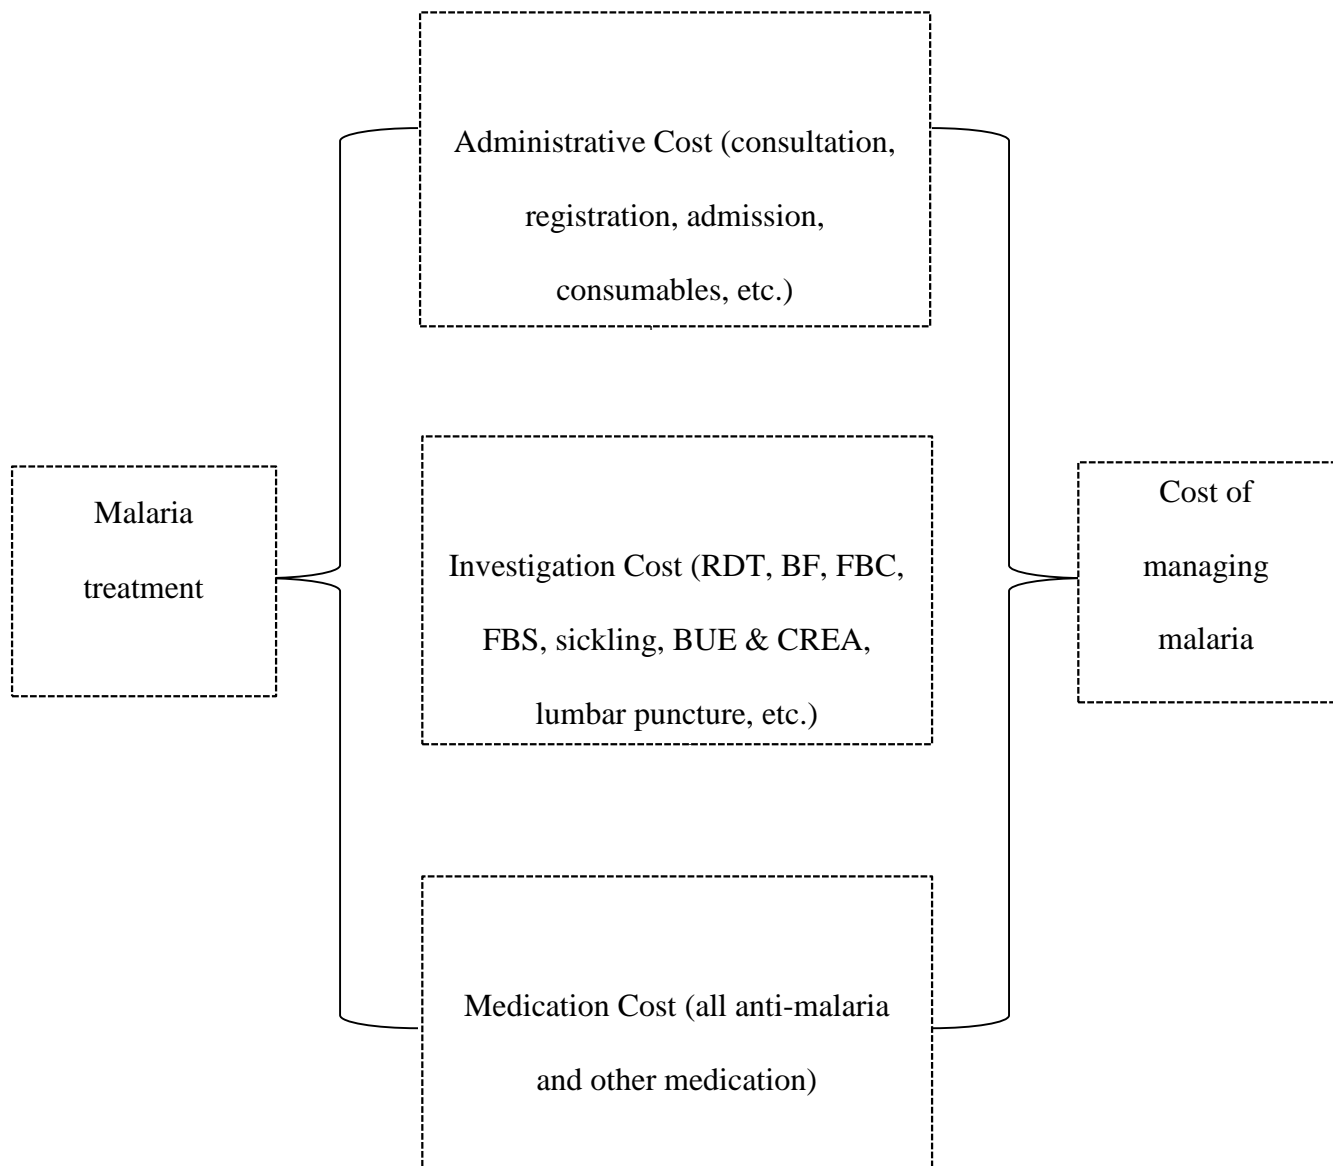 Administrative Cost (consultation,
registration, admission,
consumables, etc.)
Malaria
treatment
Investigation Cost (RDT, BF, FBC,
FBS, sickling, BUE & CREA,
lumbar puncture, etc.)
Cost of
managing
malaria
Medication Cost (all anti-malaria
and other medication)